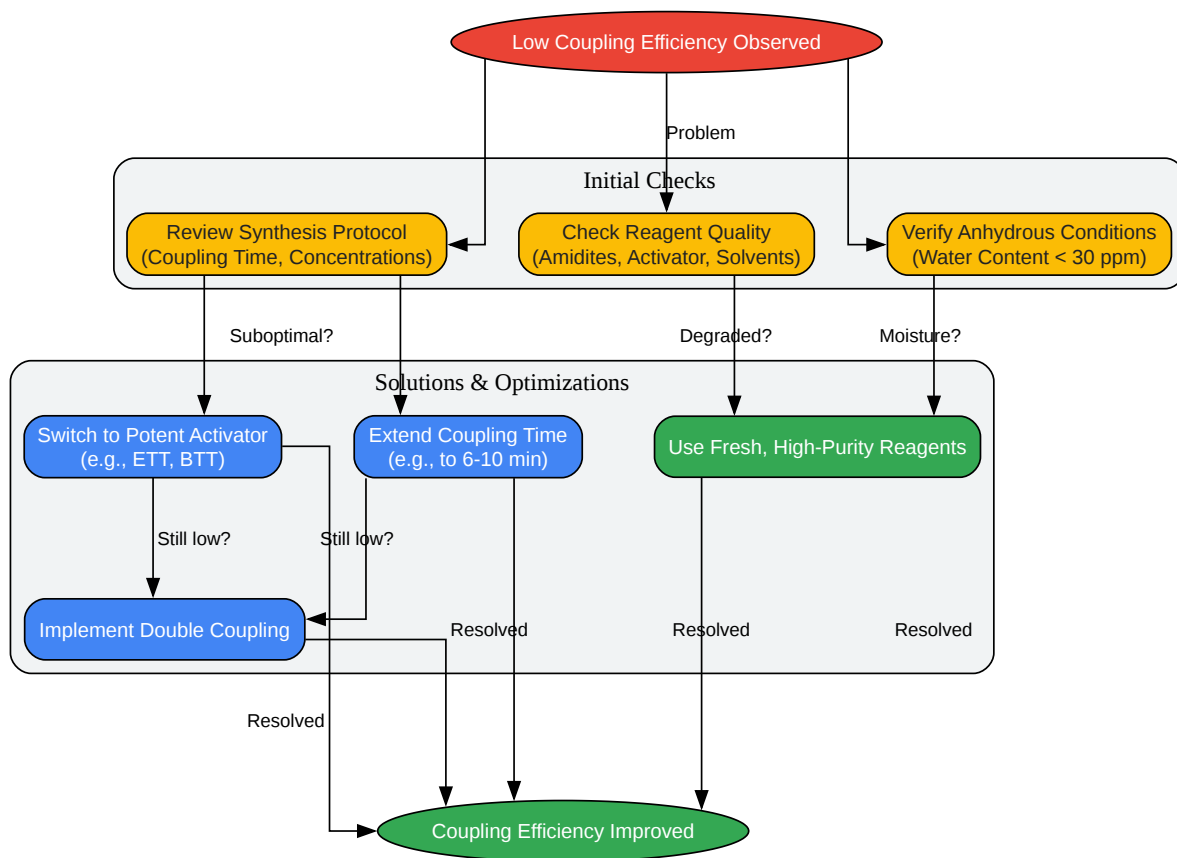 Low Coupling Efficiency Observed
Problem
Initial Checks
Review Synthesis Protocol
(Coupling Time, Concentrations)
Check Reagent Quality
(Amidites, Activator, Solvents)
Verify Anhydrous Conditions
(Water Content < 30 ppm)
Suboptimal?
Degraded?
Moisture?
Solutions & Optimizations
Switch to Potent Activator
(e.g., ETT, BTT)
Extend Coupling Time
(e.g., to 6-10 min)
Use Fresh, High-Purity Reagents
Still low?
Still low?
Implement Double Coupling
Resolved
Resolved
Resolved
Resolved
Coupling Efficiency Improved